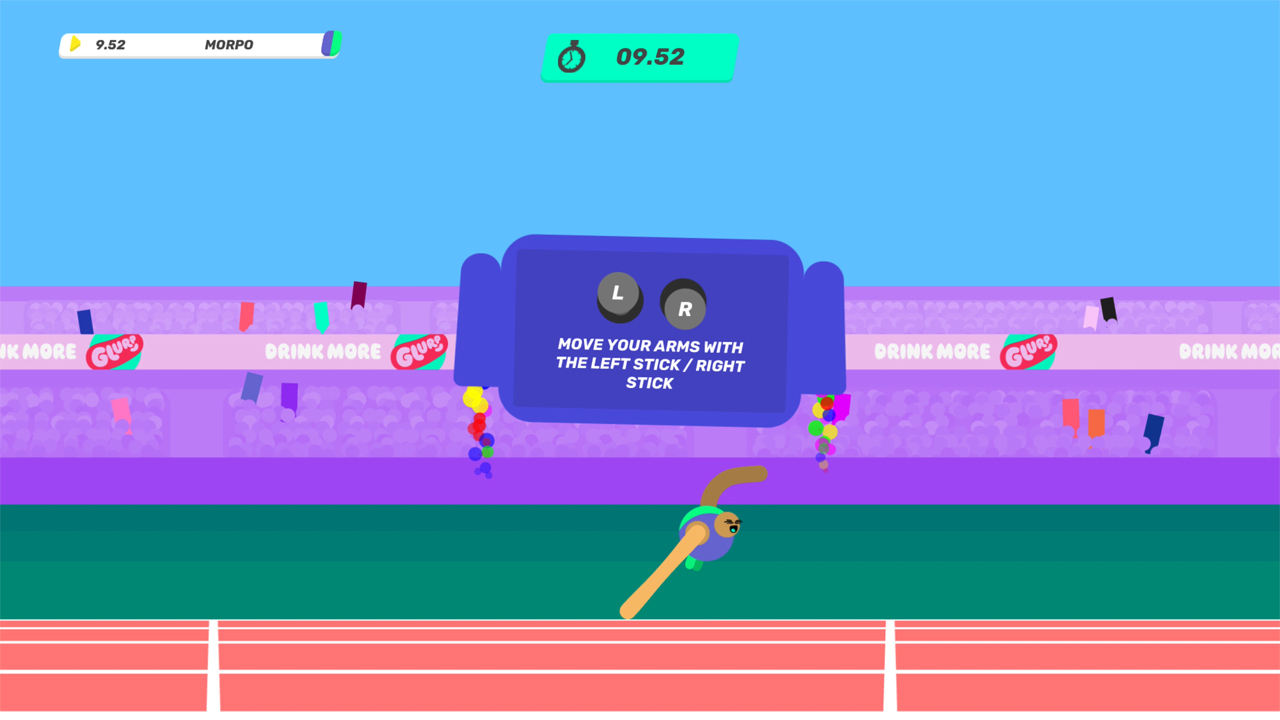 9.52 MORPO
09.52
L R
MOVE YOUR ARMS WITH
THE LEFT STICK / RIGHT
STICK
NK MORE GLURP DRINK MORE GLURP DRINK MORE GLURP DRINK MOR